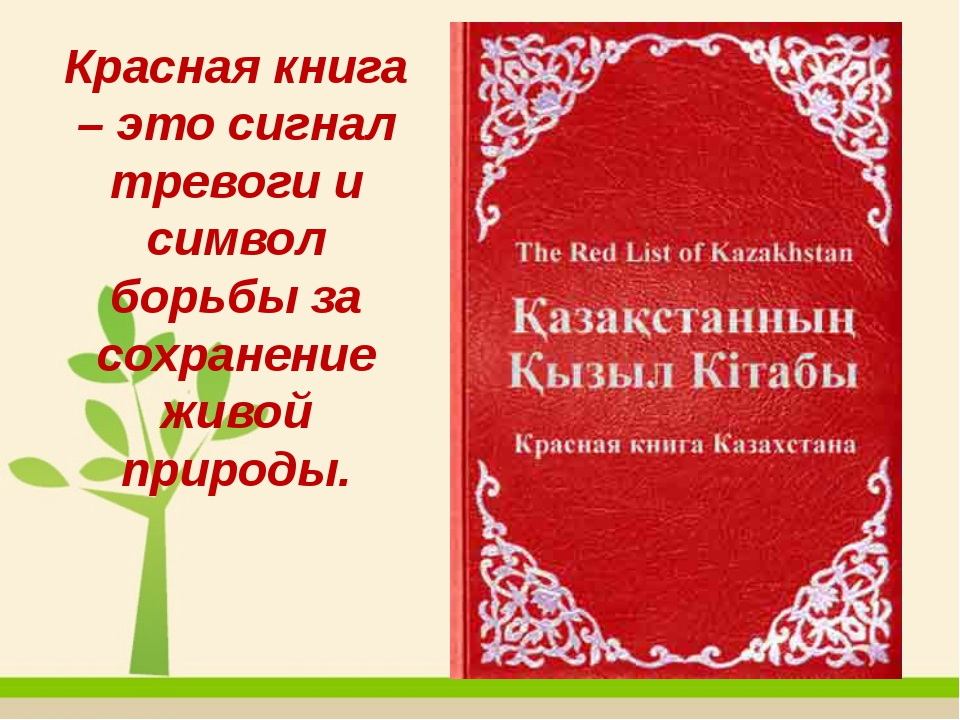 Красная книга
– это сигнал
тревоги и
символ
борьбы за
сохранение
живой
природы.
The Red List of Kazakhstan
Қазақстанның
Қызыл Кітабы
Красная книга Казахстана